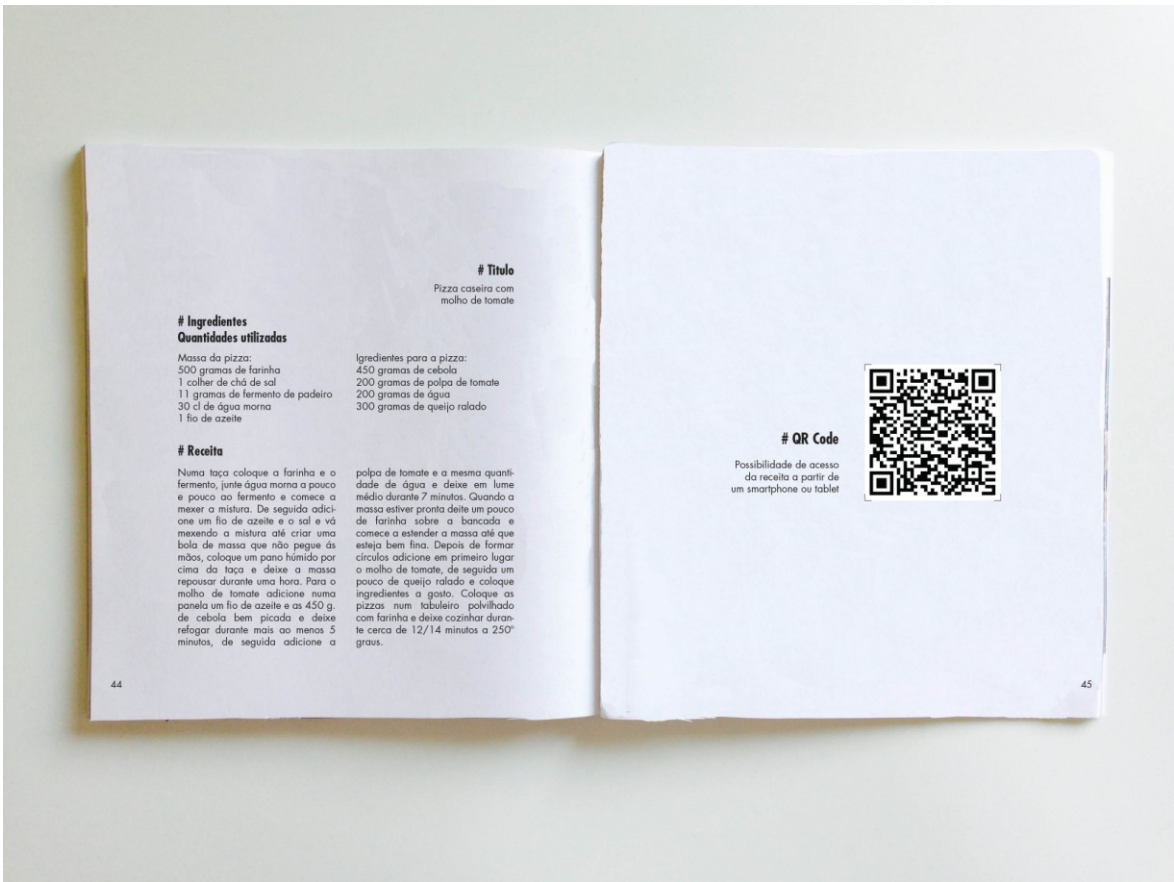 # Titulo
Pizza caseira com
molho de tomate
# Ingredientes
Quantidades utilizadas
Massa da pizza:
500 gramas de farinha
1 colher de chá de sal
11 gramas de fermento de padeiro
30 cl de água morna
1 fio de azeite
Igredientes para a pizza:
450 gramas de cebola
200 gramas de polpa de tomate
200 gramas de água
300 gramas de queijo ralado
# Receita
Numa taça coloque a farinha e o
fermento, junte água morna a pouco
e pouco ao fermento e comece a
mexer a mistura. De seguida adici-
one um fio de azeite e o sal e vá
mexendo a mistura até criar uma
bola de massa que não pegue ás
mãos, coloque um pano húmido por
cima da taça e deixe a massa
repousar durante uma hora. Para o
molho de tomate adicione numa
panela um fio de azeite e as 450 g.
de cebola bem picada e deixe
refogar durante mais ao menos 5
minutos, de seguida adicione a
polpa de tomate e a mesma quanti-
dade de água e deixe em lume
médio durante 7 minutos. Quando a
massa estiver pronta deite um pouco
de farinha sobre a bancada e
comece a estender a massa até que
esteja bem fina. Depois de formar
círculos adicione em primeiro lugar
o molho de tomate, de seguida um
pouco de queijo ralado e coloque
ingredientes a gosto. Coloque as
pizzas num tabuleiro polvilhado
com farinha e deixe cozinhar duran-
te cerca de 12/14 minutos a 250º
graus.
44
# QR Code
Possibilidade de acesso
da receita a partir de
um smartphone ou tablet
45